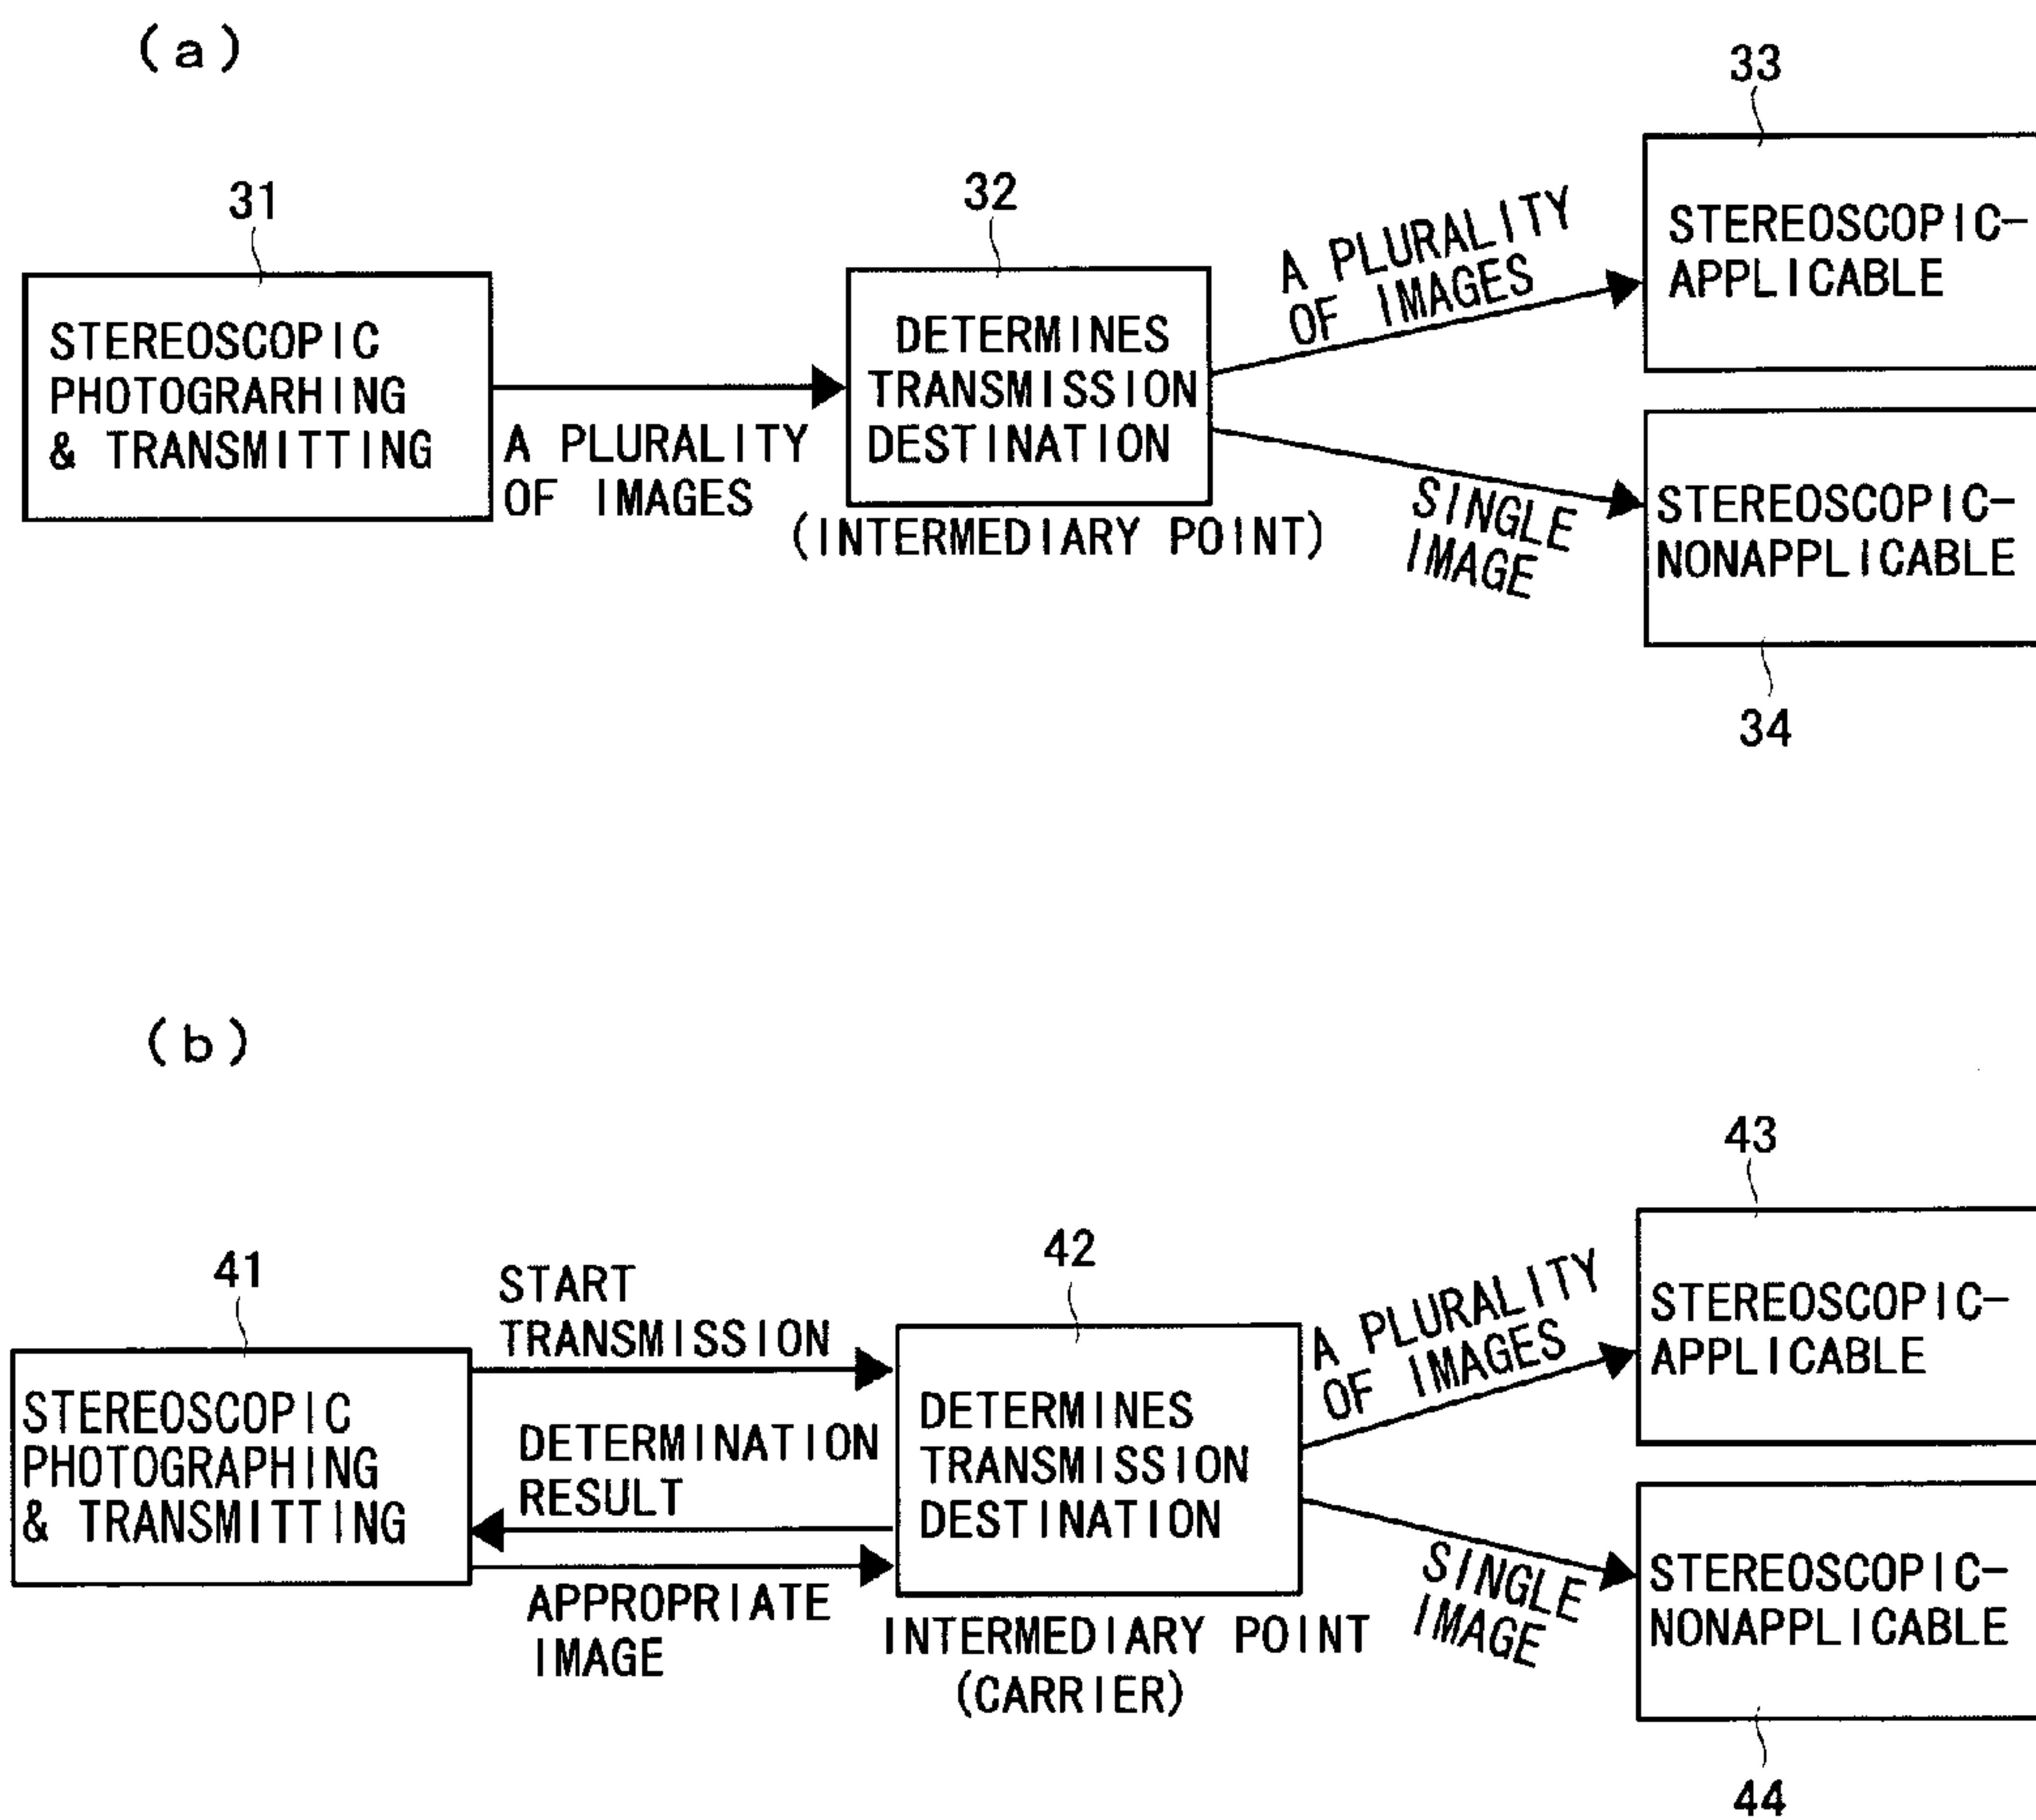 (a)
31
STEREOSCOPIC
PHOTOGRARHING
& TRANSMITTING
A PLURALITY
OF IMAGES
32
DETERMINES
TRANSMISSION
DESTINATION
(INTERMEDIARY POINT)
A PLURALITY
OF IMAGES
SINGLE
IMAGE
33
STEREOSCOPIC-
APPLICABLE
STEREOSCOPIC-
NONAPPLICABLE
34
(b)
41
STEREOSCOPIC
PHOTOGRAPHING
& TRANSMITTING
START
TRANSMISSION
DETERMINATION
RESULT
APPROPRIATE
IMAGE
42
DETERMINES
TRANSMISSION
DESTINATION
INTERMEDIARY POINT
(CARRIER)
A PLURALITY
OF IMAGES
SINGLE
IMAGE
43
STEREOSCOPIC-
APPLICABLE
STEREOSCOPIC-
NONAPPLICABLE
44